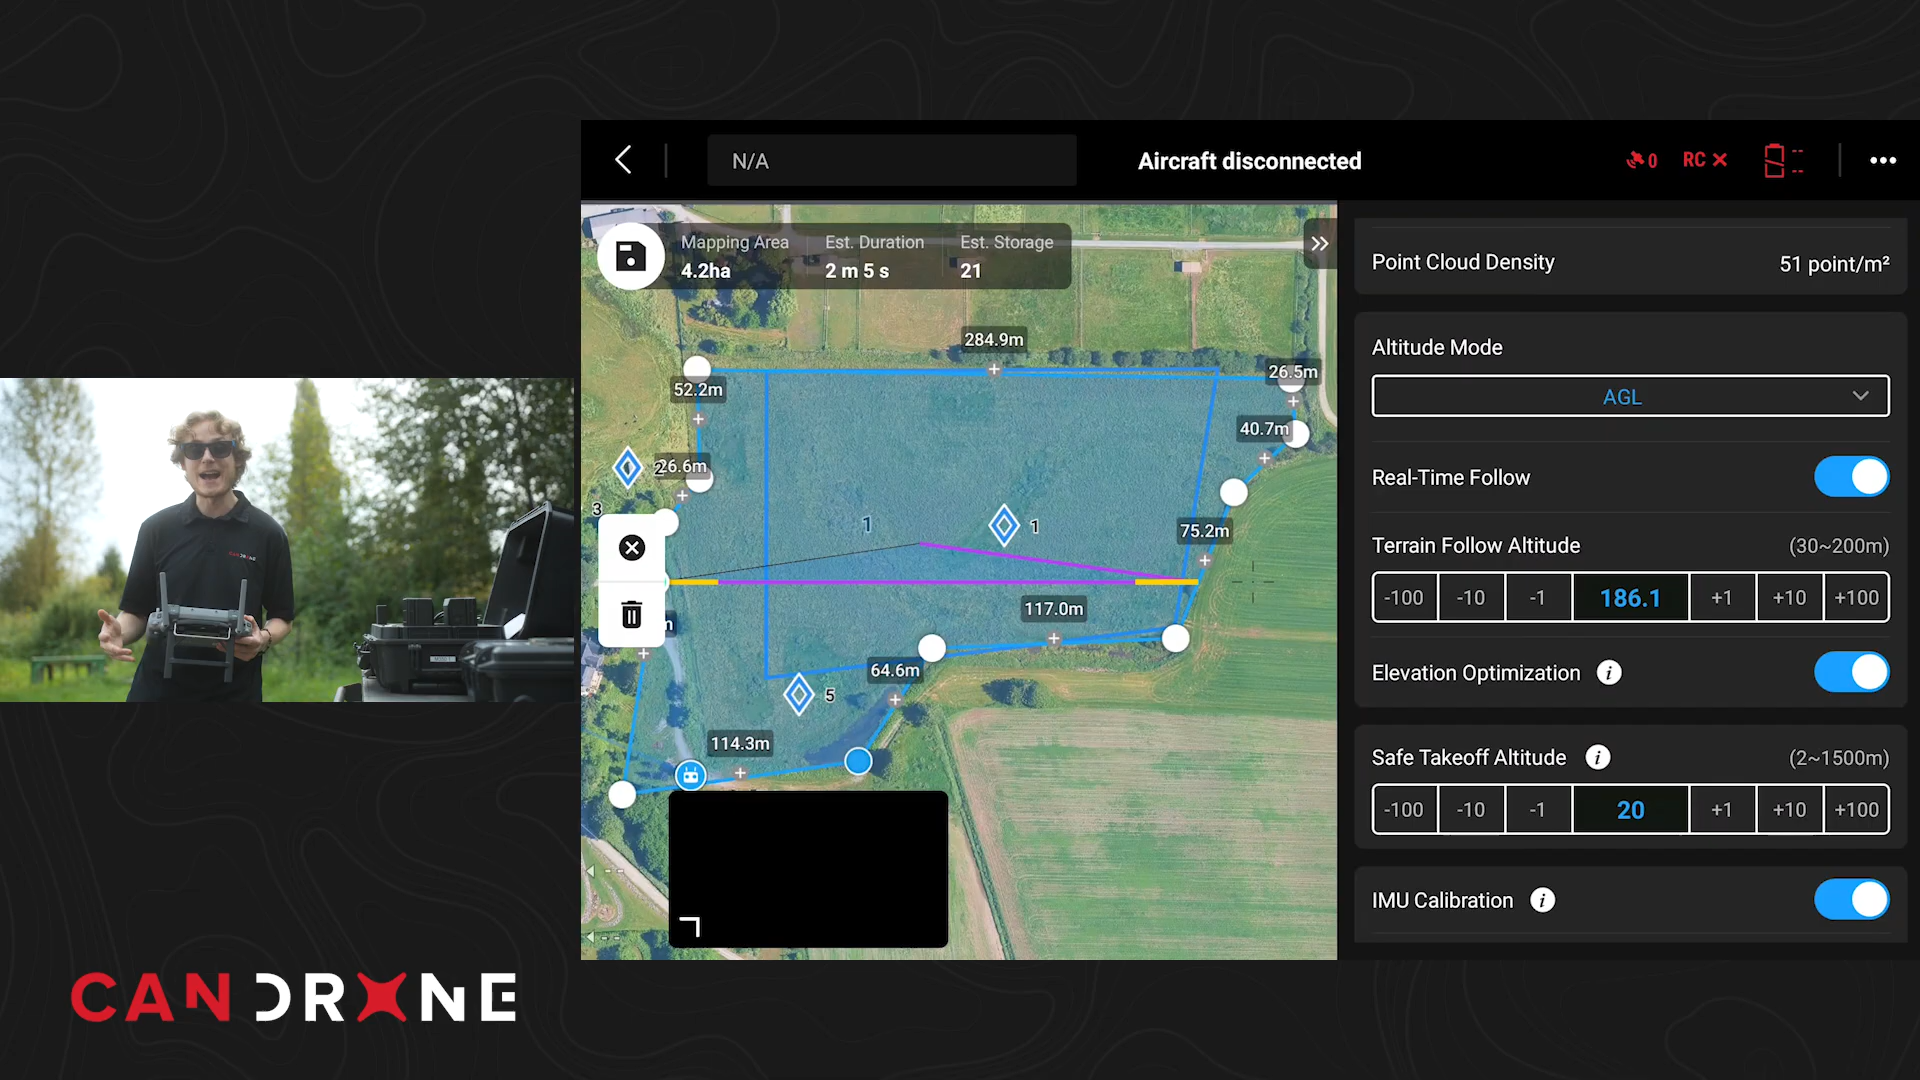 N/A
Aircraft disconnected
0
RC
Mapping Area
Est. Duration
Est. Storage
4.2ha
2 m 5 s
21
Point Cloud Density
51 point/m²
284.9m
Altitude Mode
26.5m
52.2m
AGL
40.7m
26.6m
2
Real-Time Follow
3
1
1
75.2m
Terrain Follow Altitude
(30~200m)
-100
-10
-1
186.1
+1
+10
+100
117.0m
m
64.6m
Elevation Optimization
i
5
114.3m
Safe Takeoff Altitude
i
(2~1500m)
-100
-10
-1
20
+1
+10
+100
IMU Calibration
i
CANDRONE
CANDRONE